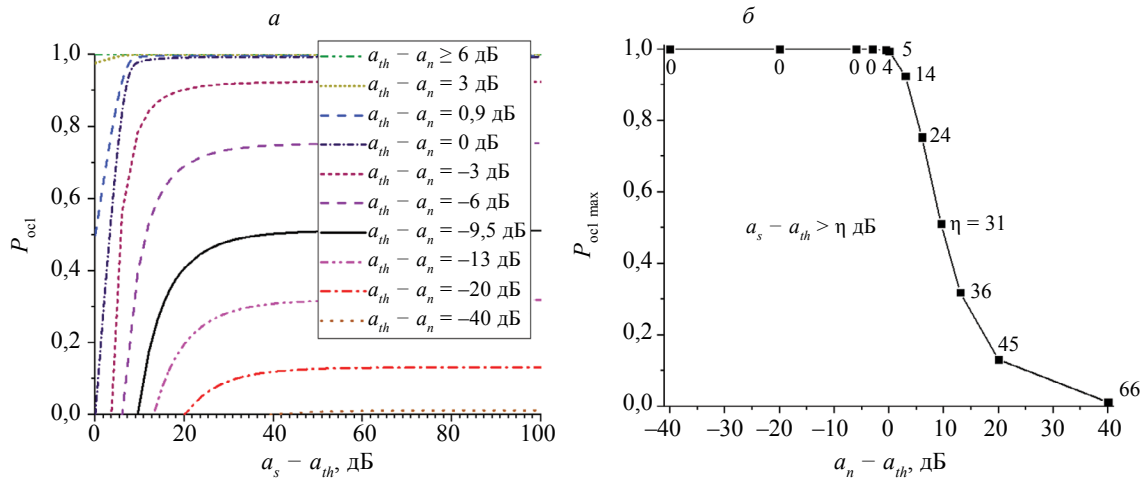 а
P_ocl
1,0
0,8
0,6
0,4
0,2
0,0
0 20 40 60 80 100
a_s − a_th, дБ
a_th − a_n ≥ 6 дБ
a_th − a_n = 3 дБ
a_th − a_n = 0,9 дБ
a_th − a_n = 0 дБ
a_th − a_n = –3 дБ
a_th − a_n = –6 дБ
a_th − a_n = –9,5 дБ
a_th − a_n = –13 дБ
a_th − a_n = –20 дБ
a_th − a_n = –40 дБ
б
P_ocl max
1,0
0,8
0,6
0,4
0,2
0,0
0 0 0 0 4 5
14
24
a_s − a_th > η дБ
η = 31
36
45
66
–40 –30 –20 –10 0 10 20 30 40
a_n − a_th, дБ